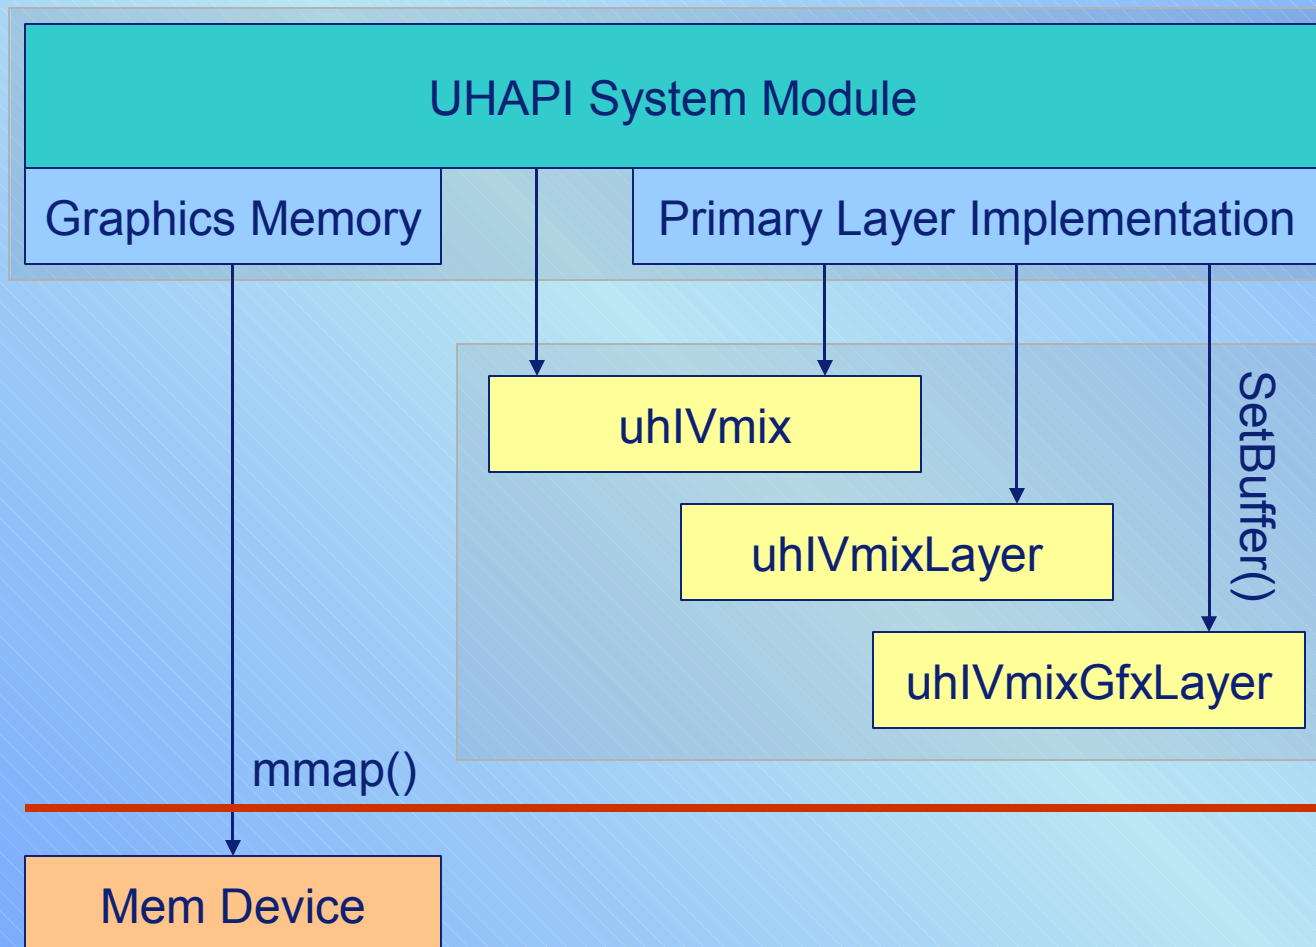 UHAPI System Module
Graphics Memory
Primary Layer Implementation
uhIVmix
SetBuffer()
uhIVmixLayer
uhIVmixGfxLayer
mmap()
Mem Device